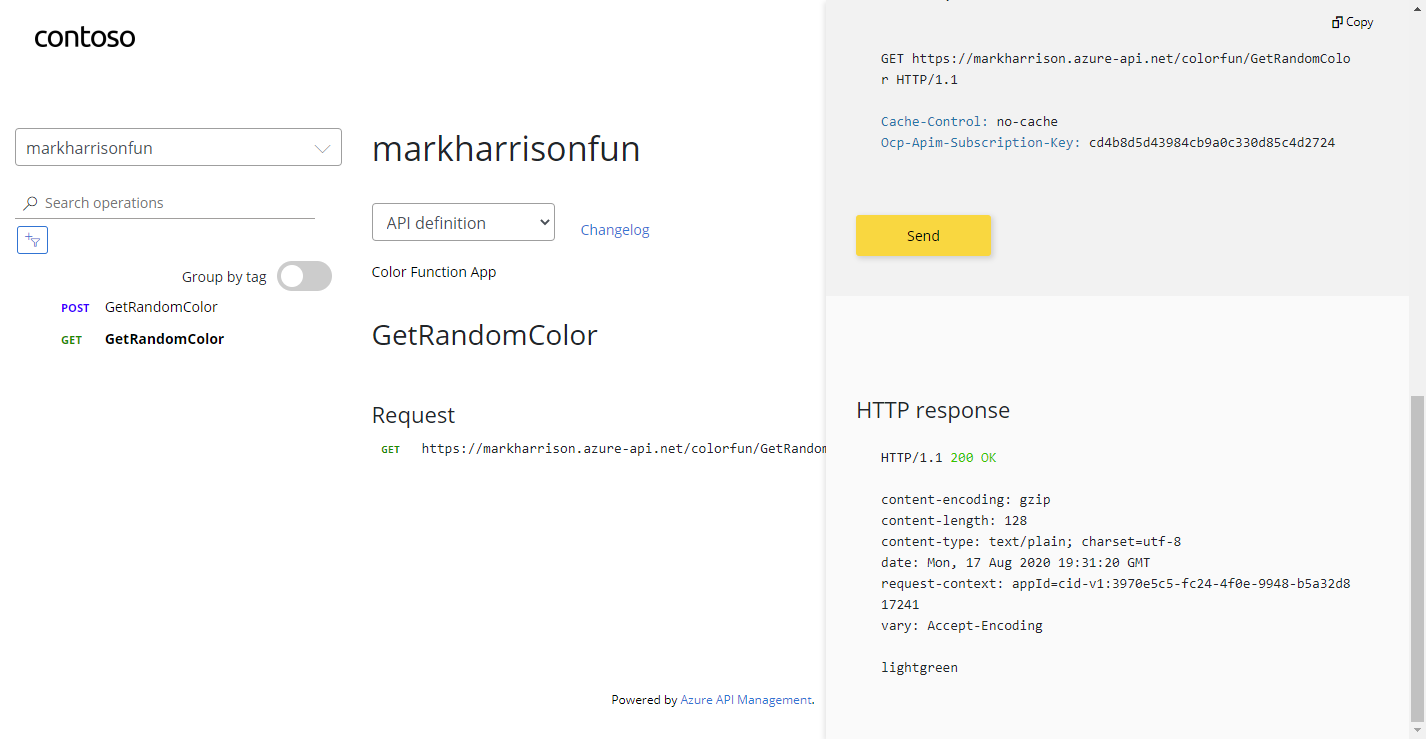 contoso
markharrisonfun
Search operations
Group by tag
POST GetRandomColor
GET GetRandomColor
markharrisonfun
API definition
Changelog
Color Function App
GetRandomColor
Request
GET https://markharrison.azure-api.net/colorfun/GetRandom
Powered by Azure API Management.
Copy
GET https://markharrison.azure-api.net/colorfun/GetRandomColo
r HTTP/1.1
Cache-Control: no-cache
Ocp-Apim-Subscription-Key: cd4b8d5d43984cb9a0c330d85c4d2724
Send
HTTP response
HTTP/1.1 200 OK
content-encoding: gzip
content-length: 128
content-type: text/plain; charset=utf-8
date: Mon, 17 Aug 2020 19:31:20 GMT
request-context: appId=cid-v1:3970e5c5-fc24-4f0e-9948-b5a32d8
17241
vary: Accept-Encoding
lightgreen